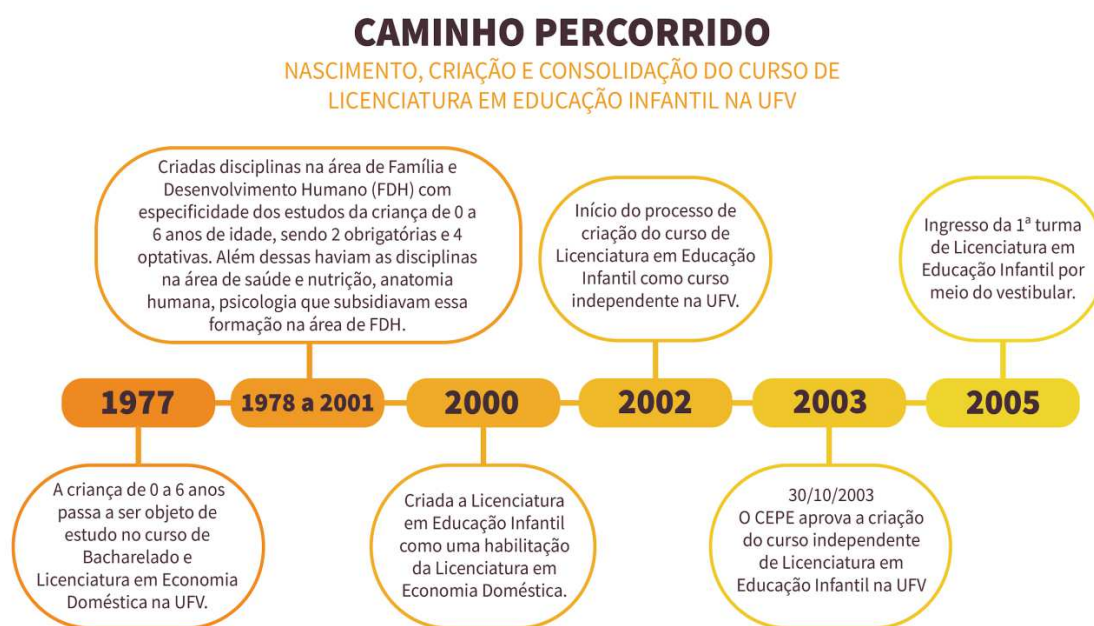 CAMINHO PERCORRIDO
NASCIMENTO, CRIAÇÃO E CONSOLIDAÇÃO DO CURSO DE
LICENCIATURA EM EDUCAÇÃO INFANTIL NA UFV
Criadas disciplinas na área de Família e
Desenvolvimento Humano (FDH) com
especificidade dos estudos da criança de 0 a
6 anos de idade, sendo 2 obrigatórias e 4
optativas. Além dessas haviam as disciplinas
na área de saúde e nutrição, anatomia
humana, psicologia que subsidiavam essa
formação na área de FDH.
Início do processo de
criação do curso de
Licenciatura em Educação
Infantil como curso
independente na UFV.
Ingresso da 1ª turma
de Licenciatura em
Educação Infantil por
meio do vestibular.
1977
1978 a 2001
2000
2002
2003
2005
A criança de 0 a 6 anos
passa a ser objeto de
estudo no curso de
Bacharelado e
Licenciatura em Economia
Doméstica na UFV.
Criada a Licenciatura
em Educação Infantil
como uma habilitação
da Licenciatura em
Economia Doméstica.
30/10/2003
O CEPE aprova a criação
do curso independente
de Licenciatura em
Educação Infantil na UFV